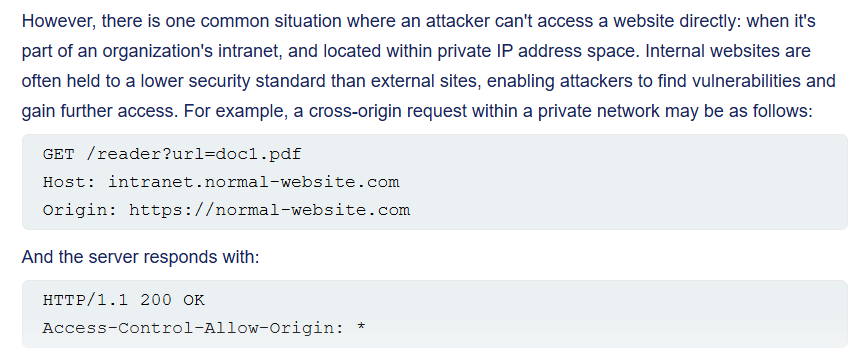 However, there is one common situation where an attacker can't access a website directly: when it's
part of an organization's intranet, and located within private IP address space. Internal websites are
often held to a lower security standard than external sites, enabling attackers to find vulnerabilities and
gain further access. For example, a cross-origin request within a private network may be as follows:
GET /reader?url=doc1.pdf
Host: intranet.normal-website.com
Origin: https://normal-website.com
And the server responds with:
HTTP/1.1 200 OK
Access-Control-Allow-Origin: *